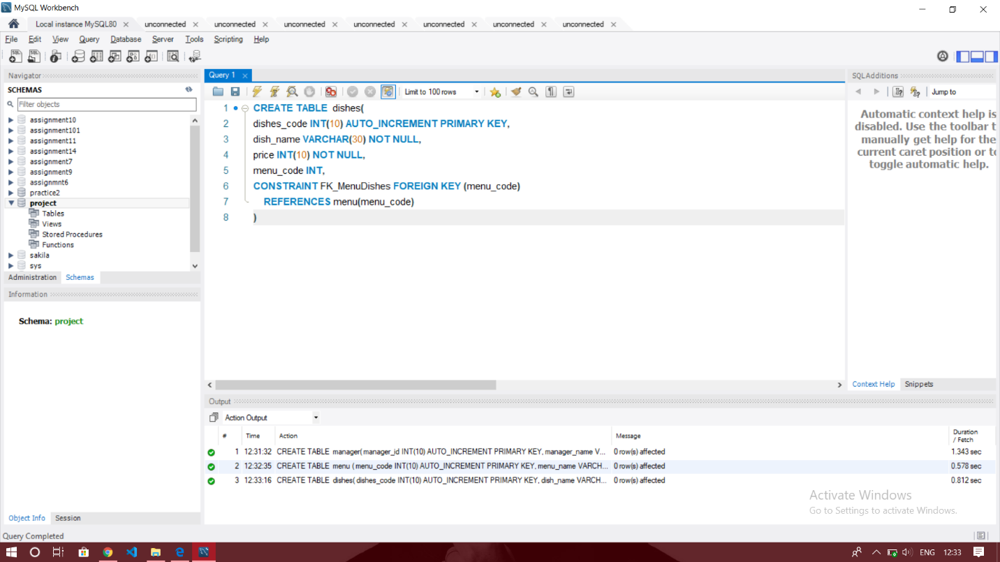 MySQL Workbench
Local instance MySQL80
unconnected
unconnected
unconnected
unconnected
unconnected
unconnected
unconnected
File Edit View Query Database Server Tools Scripting Help
Navigator
SCHEMAS
Filter objects
assignment10
assignment101
assignment11
assignment14
assignment7
assignment9
assignmnt6
practice2
project
Tables
Views
Stored Procedures
Functions
sakila
sys
Administration Schemas
Information
Schema: project
Object Info Session
Query 1
Limit to 100 rows
1 CREATE TABLE dishes(
2 dishes_code INT(10) AUTO_INCREMENT PRIMARY KEY,
3 dish_name VARCHAR(30) NOT NULL,
4 price INT(10) NOT NULL,
5 menu_code INT,
6 CONSTRAINT FK_MenuDishes FOREIGN KEY (menu_code)
7 REFERENCES menu(menu_code)
8 )
SQLAdditions
Jump to
Automatic context help is
disabled. Use the toolbar t
manually get help for the
current caret position or to
toggle automatic help.
Context Help Snippets
Output
Action Output
# Time Action Message Duration / Fetch
1 12:31:32 CREATE TABLE manager( manager_id INT(10) AUTO_INCREMENT PRIMARY KEY, manager_name V... 0 row(s) affected 1.343 sec
2 12:32:35 CREATE TABLE menu ( menu_code INT(10) AUTO_INCREMENT PRIMARY KEY, menu_name VARCH... 0 row(s) affected 0.578 sec
3 12:33:16 CREATE TABLE dishes( dishes_code INT(10) AUTO_INCREMENT PRIMARY KEY, dish_name VARCH... 0 row(s) affected 0.812 sec
Activate Windows
Go to Settings to activate Windows.
Query Completed
ENG 12:33